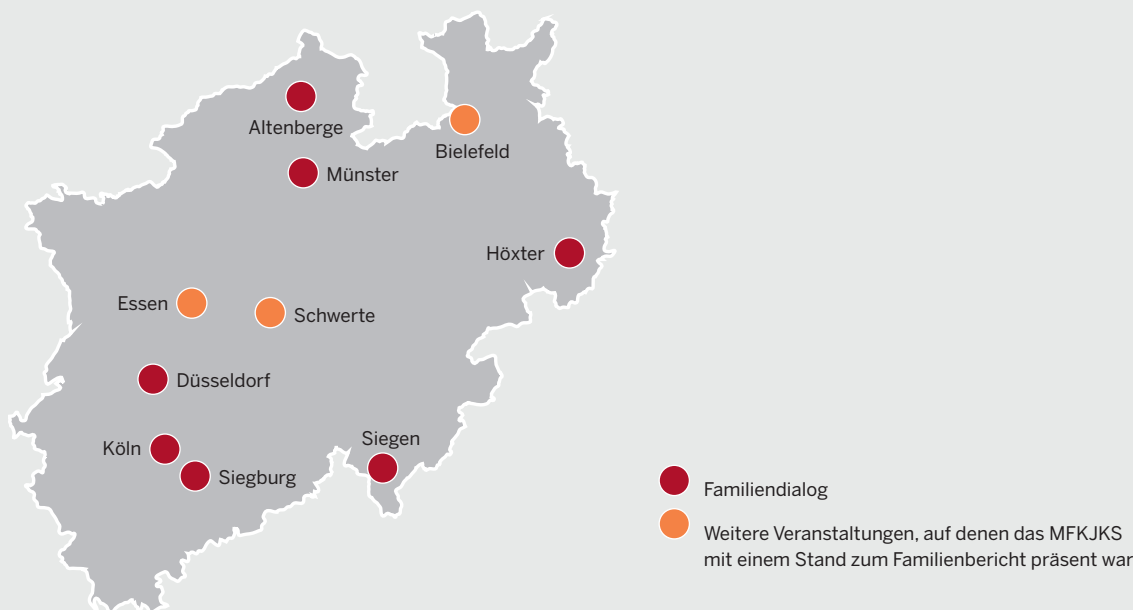 Altenberge
Bielefeld
Münster
Höxter
Essen
Schwerte
Düsseldorf
Siegen
Köln
Siegburg
Familiendialog
Weitere Veranstaltungen, auf denen das MFKJKS
mit einem Stand zum Familienbericht präsent war